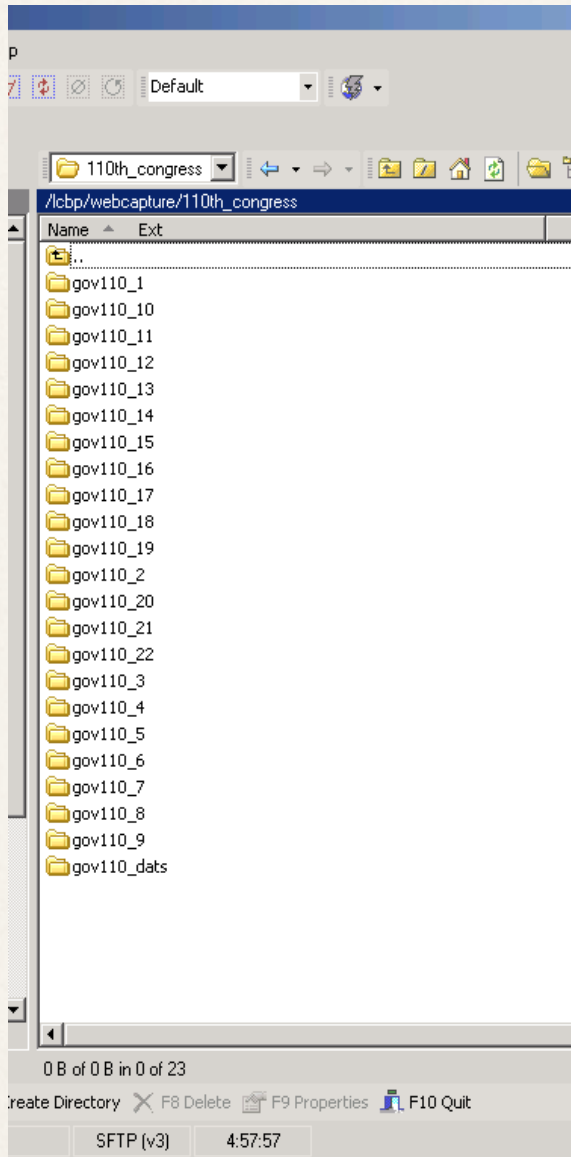 p
Default
110th_congress
/lcbp/webcapture/110th_congress
Name Ext
..
gov110_1
gov110_10
gov110_11
gov110_12
gov110_13
gov110_14
gov110_15
gov110_16
gov110_17
gov110_18
gov110_19
gov110_2
gov110_20
gov110_21
gov110_22
gov110_3
gov110_4
gov110_5
gov110_6
gov110_7
gov110_8
gov110_9
gov110_dats
0 B of 0 B in 0 of 23
Create Directory F8 Delete F9 Properties F10 Quit
SFTP (v3) 4:57:57